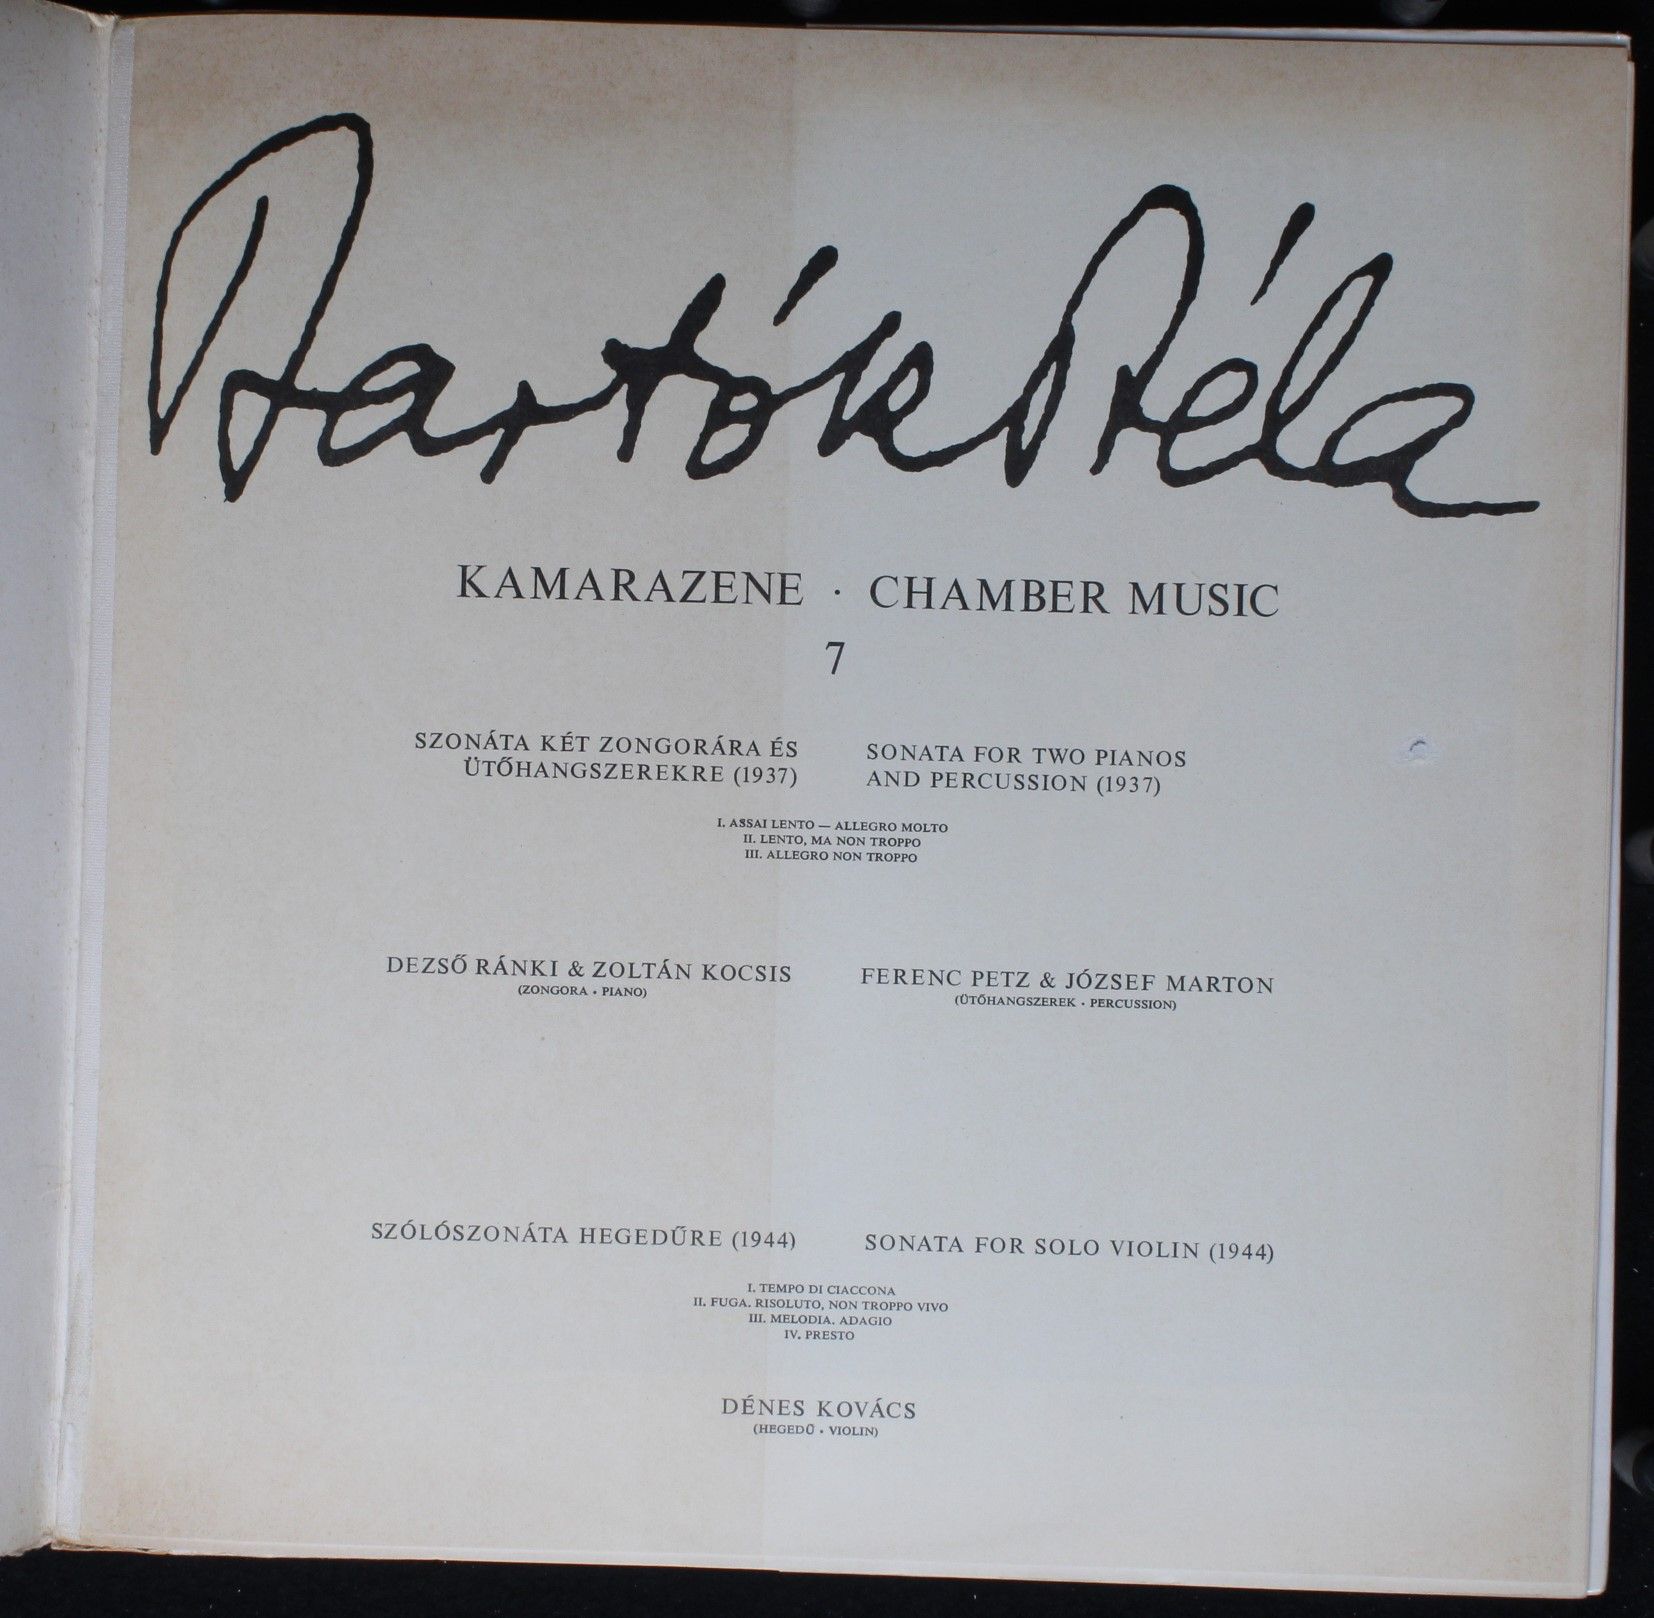 Bartók Béla
KAMARAZENE · CHAMBER MUSIC
7
SZONÁTA KÉT ZONGORÁRA ÉS
ÜTŐHANGSZEREKRE (1937)
SONATA FOR TWO PIANOS
AND PERCUSSION (1937)
I. ASSAI LENTO — ALLEGRO MOLTO
II. LENTO, MA NON TROPPO
III. ALLEGRO NON TROPPO
DEZSŐ RÁNKI & ZOLTÁN KOCSIS
(ZONGORA · PIANO)
FERENC PETZ & JÓZSEF MARTON
(ÜTŐHANGSZEREK · PERCUSSION)
SZÓLÓSZONÁTA HEGEDŰRE (1944)
SONATA FOR SOLO VIOLIN (1944)
I. TEMPO DI CIACCONA
II. FUGA. RISOLUTO, NON TROPPO VIVO
III. MELODIA. ADAGIO
IV. PRESTO
DÉNES KOVÁCS
(HEGEDŰ · VIOLIN)